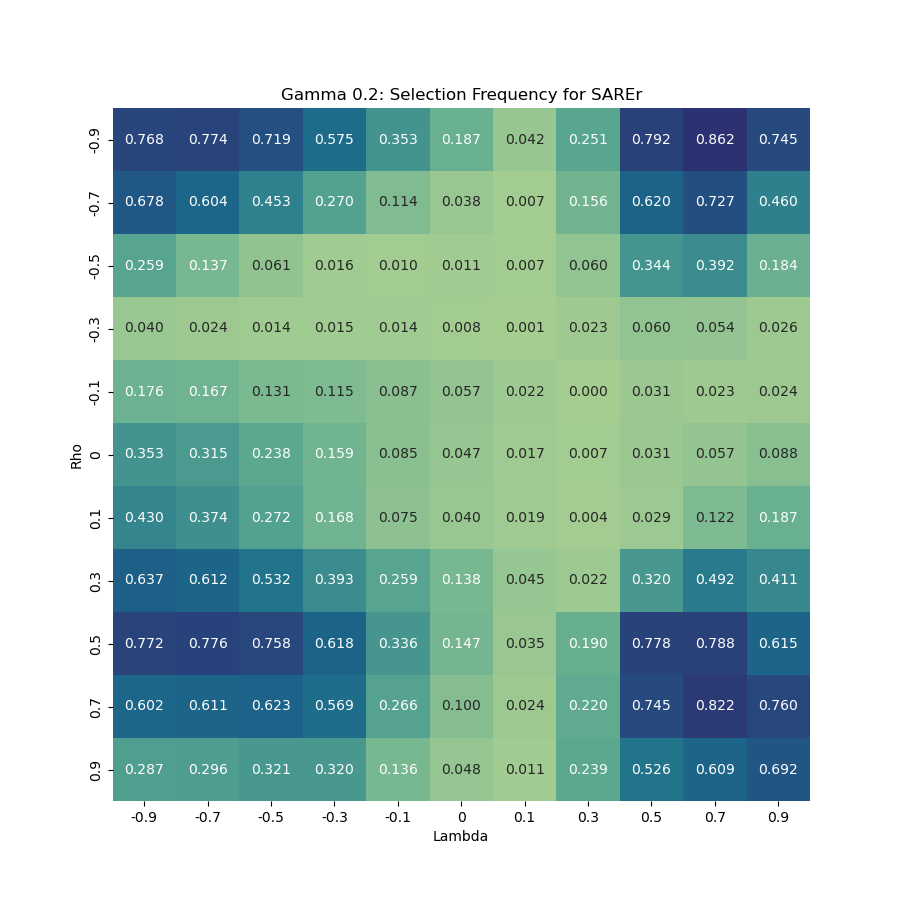 Gamma 0.2: Selection Frequency for SAREr
-0.9 0.768 0.774 0.719 0.575 0.353 0.187 0.042 0.251 0.792 0.862 0.745
-0.7 0.678 0.604 0.453 0.270 0.114 0.038 0.007 0.156 0.620 0.727 0.460
-0.5 0.259 0.137 0.061 0.016 0.010 0.011 0.007 0.060 0.344 0.392 0.184
-0.3 0.040 0.024 0.014 0.015 0.014 0.008 0.001 0.023 0.060 0.054 0.026
-0.1 0.176 0.167 0.131 0.115 0.087 0.057 0.022 0.000 0.031 0.023 0.024
Rho
0 0.353 0.315 0.238 0.159 0.085 0.047 0.017 0.007 0.031 0.057 0.088
0.1 0.430 0.374 0.272 0.168 0.075 0.040 0.019 0.004 0.029 0.122 0.187
0.3 0.637 0.612 0.532 0.393 0.259 0.138 0.045 0.022 0.320 0.492 0.411
0.5 0.772 0.776 0.758 0.618 0.336 0.147 0.035 0.190 0.778 0.788 0.615
0.7 0.602 0.611 0.623 0.569 0.266 0.100 0.024 0.220 0.745 0.822 0.760
0.9 0.287 0.296 0.321 0.320 0.136 0.048 0.011 0.239 0.526 0.609 0.692
-0.9 -0.7 -0.5 -0.3 -0.1 0 0.1 0.3 0.5 0.7 0.9
Lambda